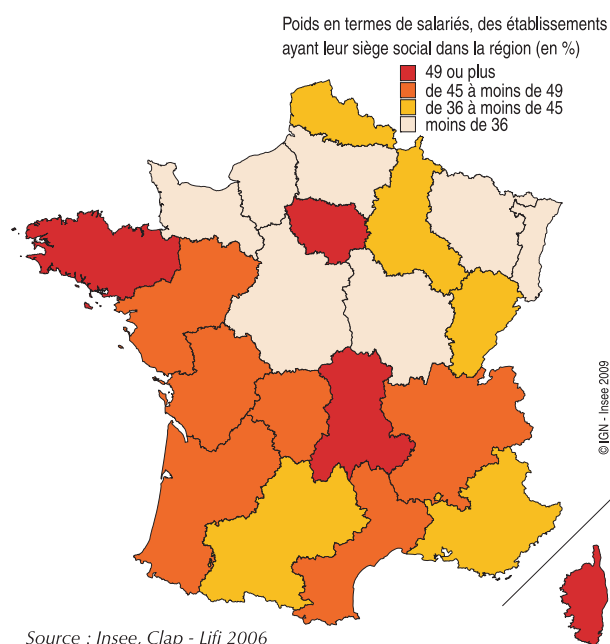 Poids en termes de salariés, des établissements
ayant leur siège social dans la région (en %)
49 ou plus
de 45 à moins de 49
de 36 à moins de 45
moins de 36
© IGN - Insee 2009
Source : Insee, Clap - Lifi 2006